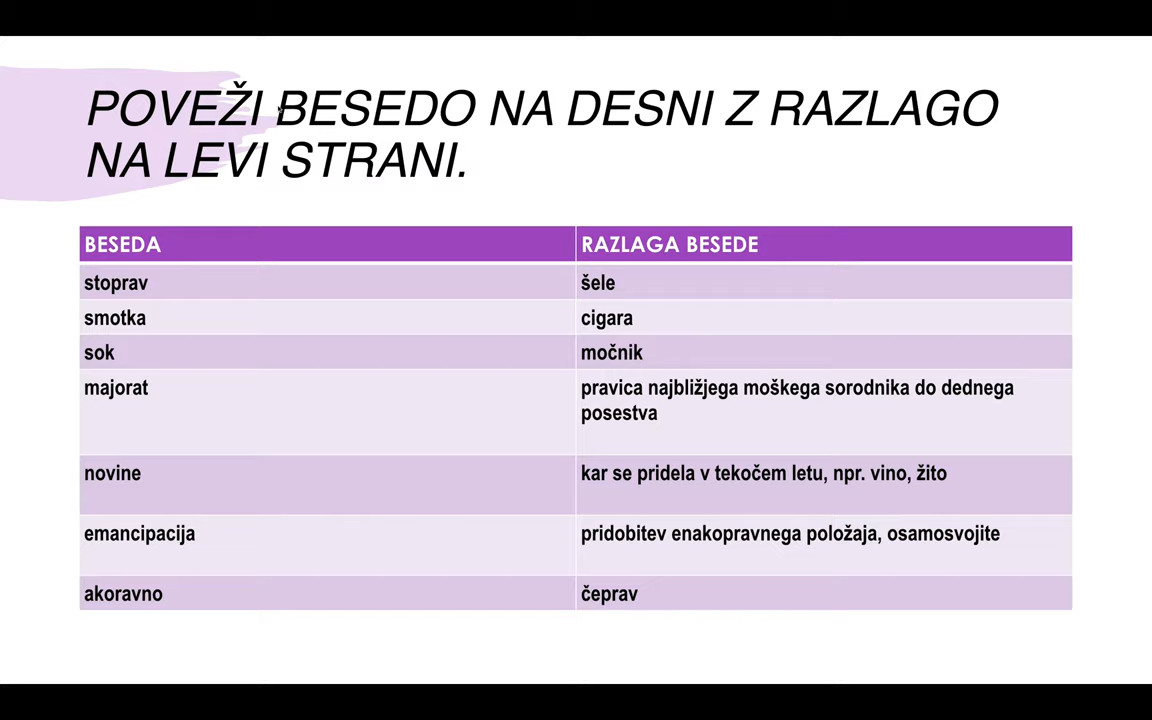 POVEŽI BESEDO NA DESNI Z RAZLAGO
NA LEVI STRANI.
BESEDA RAZLAGA BESEDE
stoprav šele
smotka cigara
sok močnik
majorat pravica najbližjega moškega sorodnika do dednega
posestva
novine kar se pridela v tekočem letu, npr. vino, žito
emancipacija pridobitev enakopravnega položaja, osamosvojite
akoravno čeprav